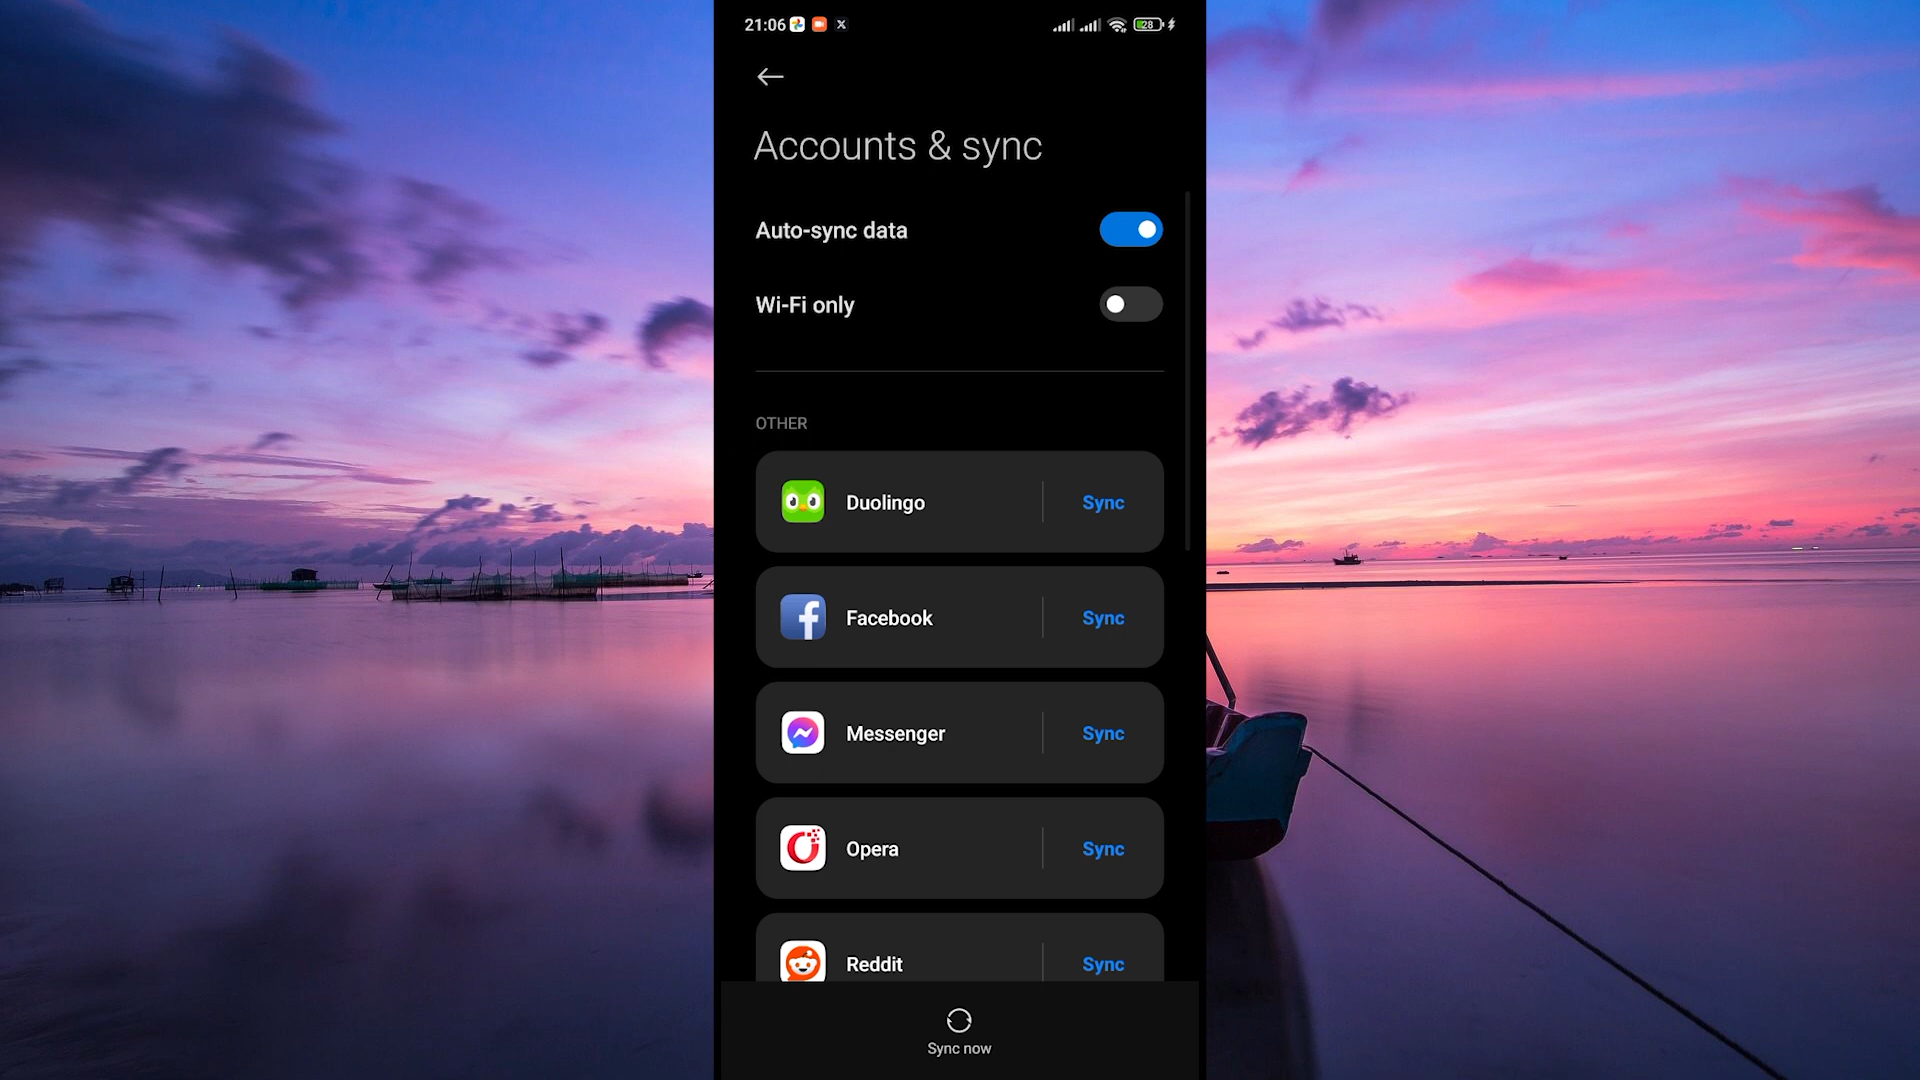 21:06 28
Accounts & sync
Auto-sync data
Wi-Fi only
OTHER
Duolingo Sync
Facebook Sync
Messenger Sync
Opera Sync
Reddit Sync
Sync now